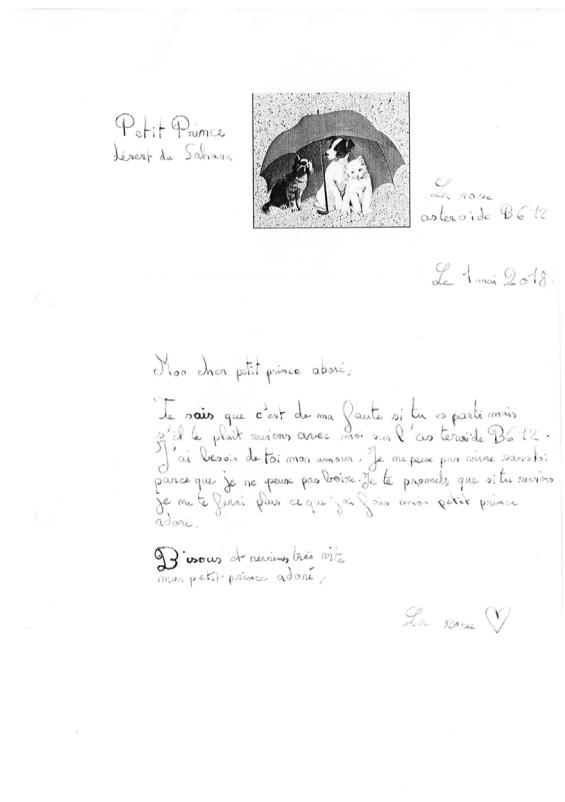 Petit Prince
désert du Sahara
La rose
asteroïde B612
Le 1 mai 2018.
Mon cher petit prince adoré,
Je sais que c'est de ma faute si tu es parti mais
s'il te plait reviens avec moi sur l'asteroïde B612.
J'ai besoin de toi mon amour. Je ne peux pas vivre sans toi
parce que je ne peux pas boire. Je te promets que si tu reviens
je ne te ferai plus ce que j'ai fais mon petit prince
adoré.
Bisous et reviens très vite
mon petit prince adoré,
La rose